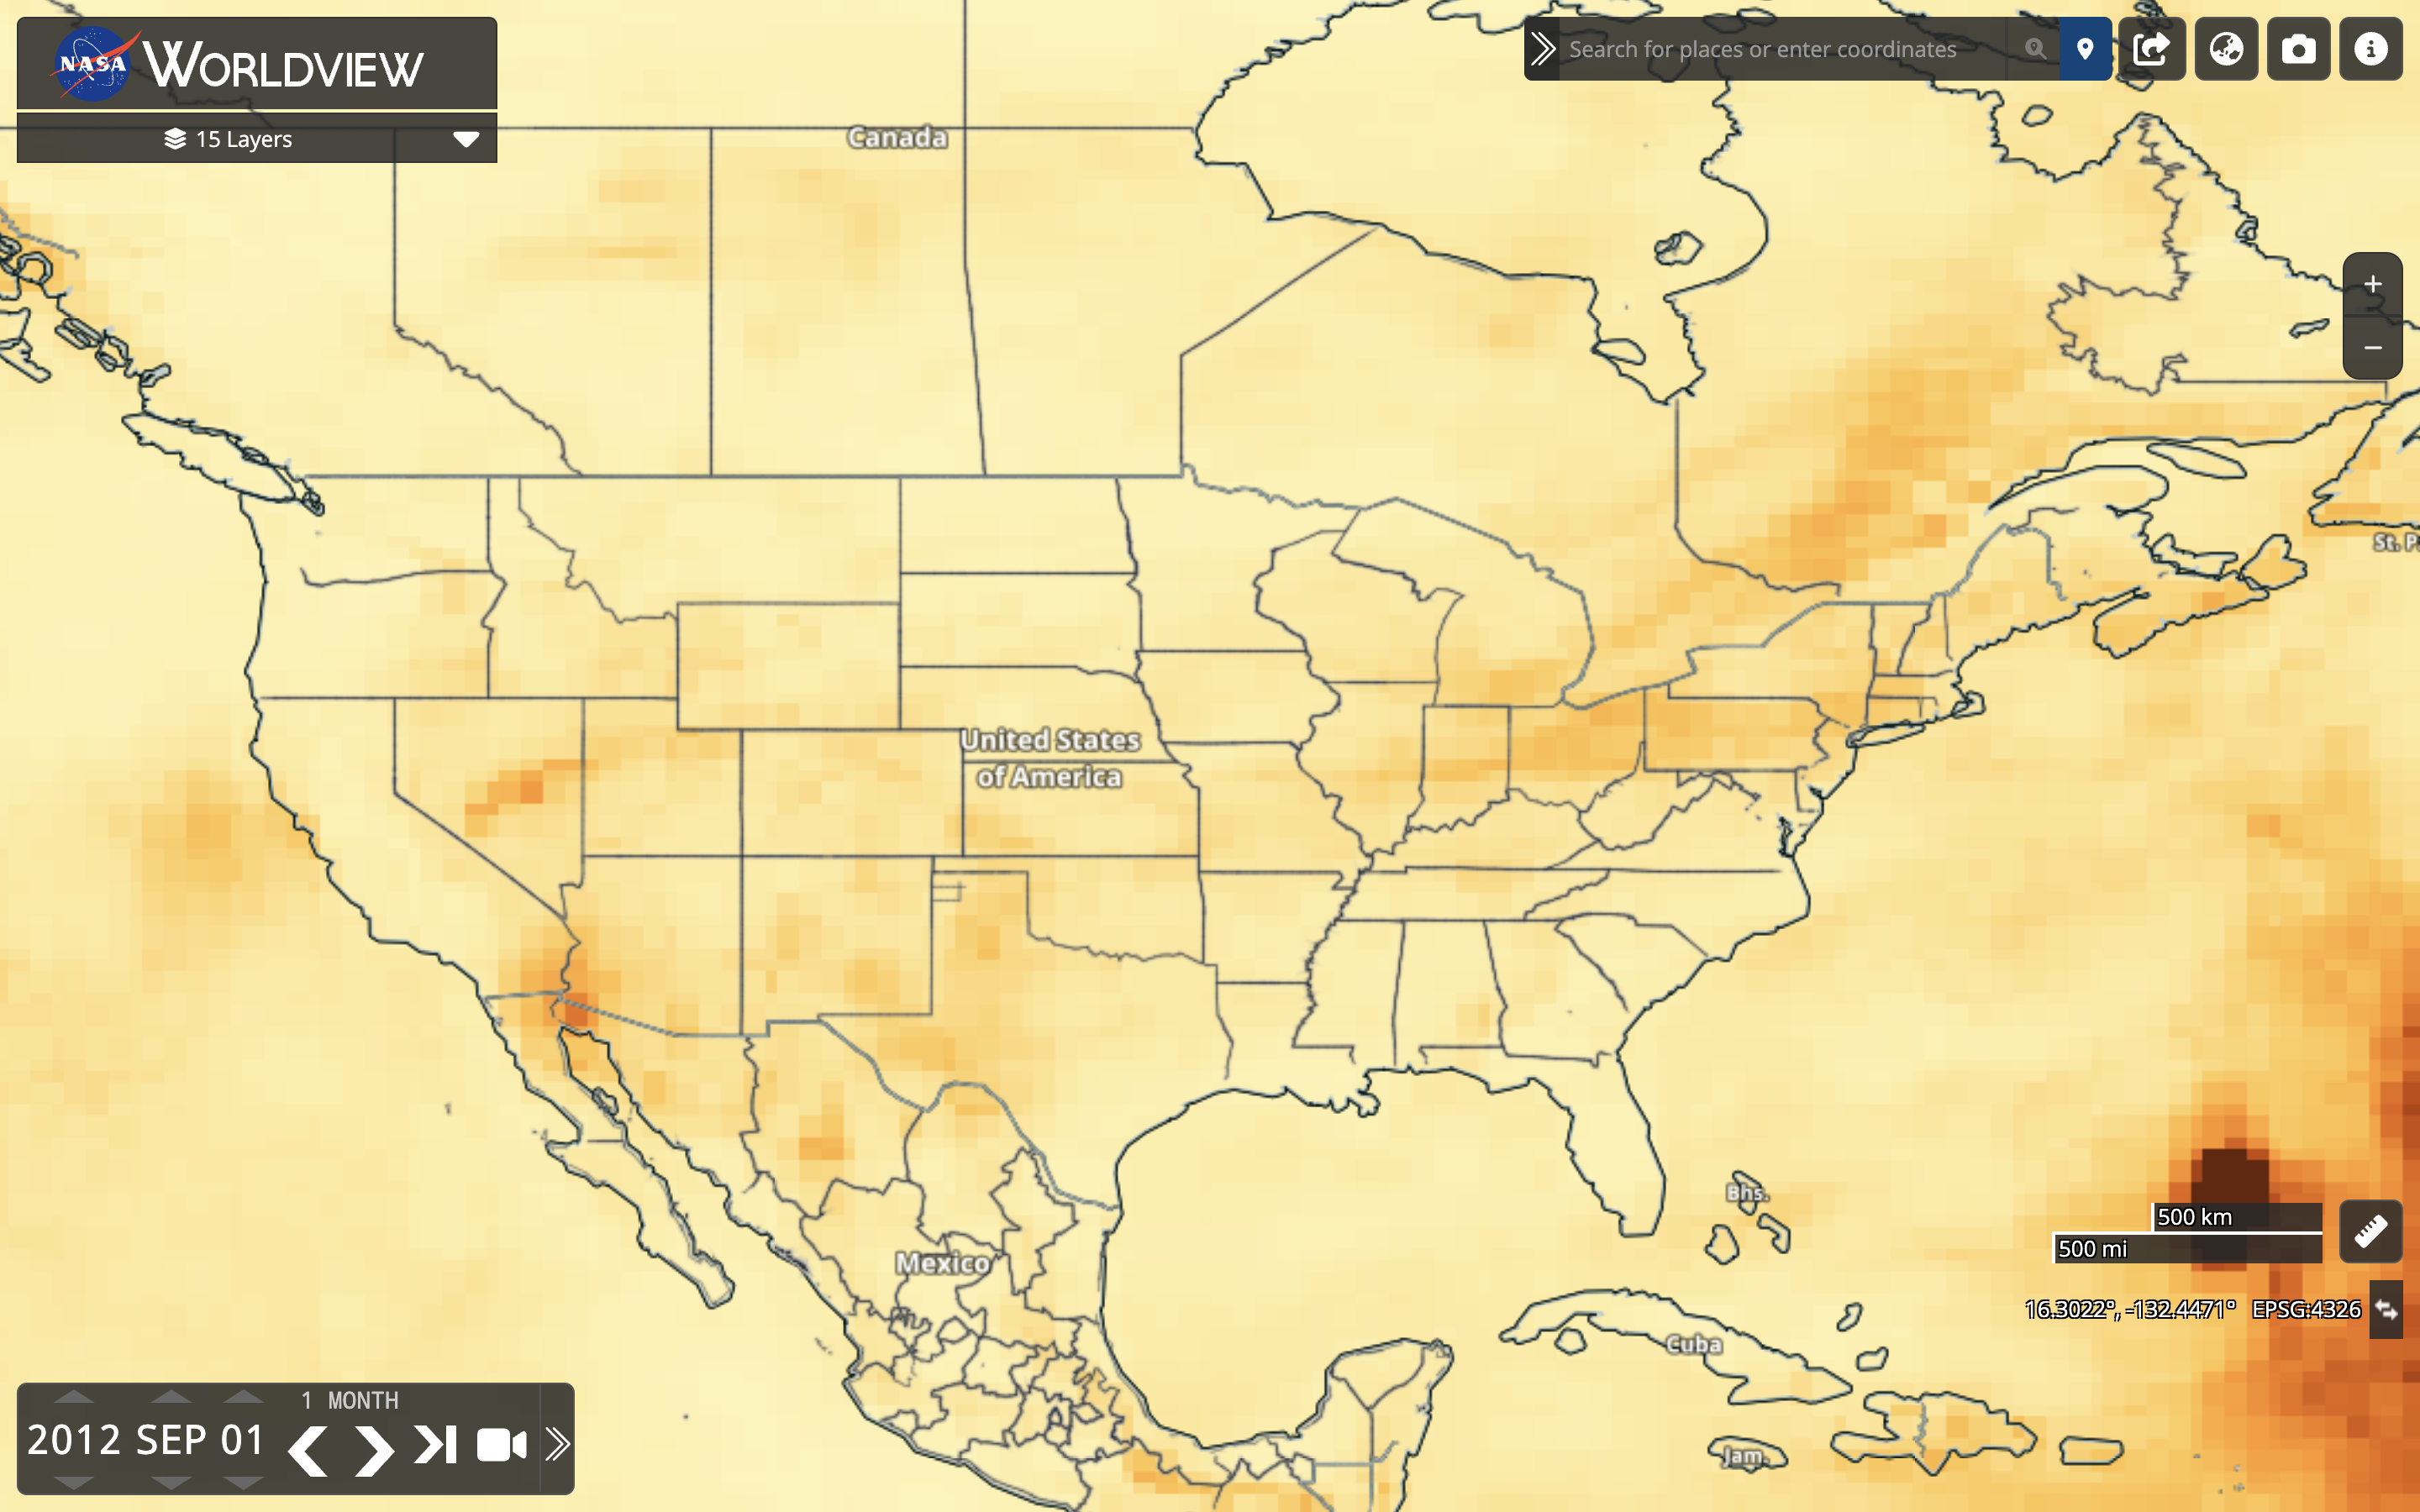 NASA WORLDVIEW
15 Layers
Search for places or enter coordinates
Canada
St. P
United States
of America
Bhs.
500 km
500 mi
Mexico
16.3022°, -132.4471° EPSG:4326
Cuba
Jam.
1 MONTH
2012 SEP 01